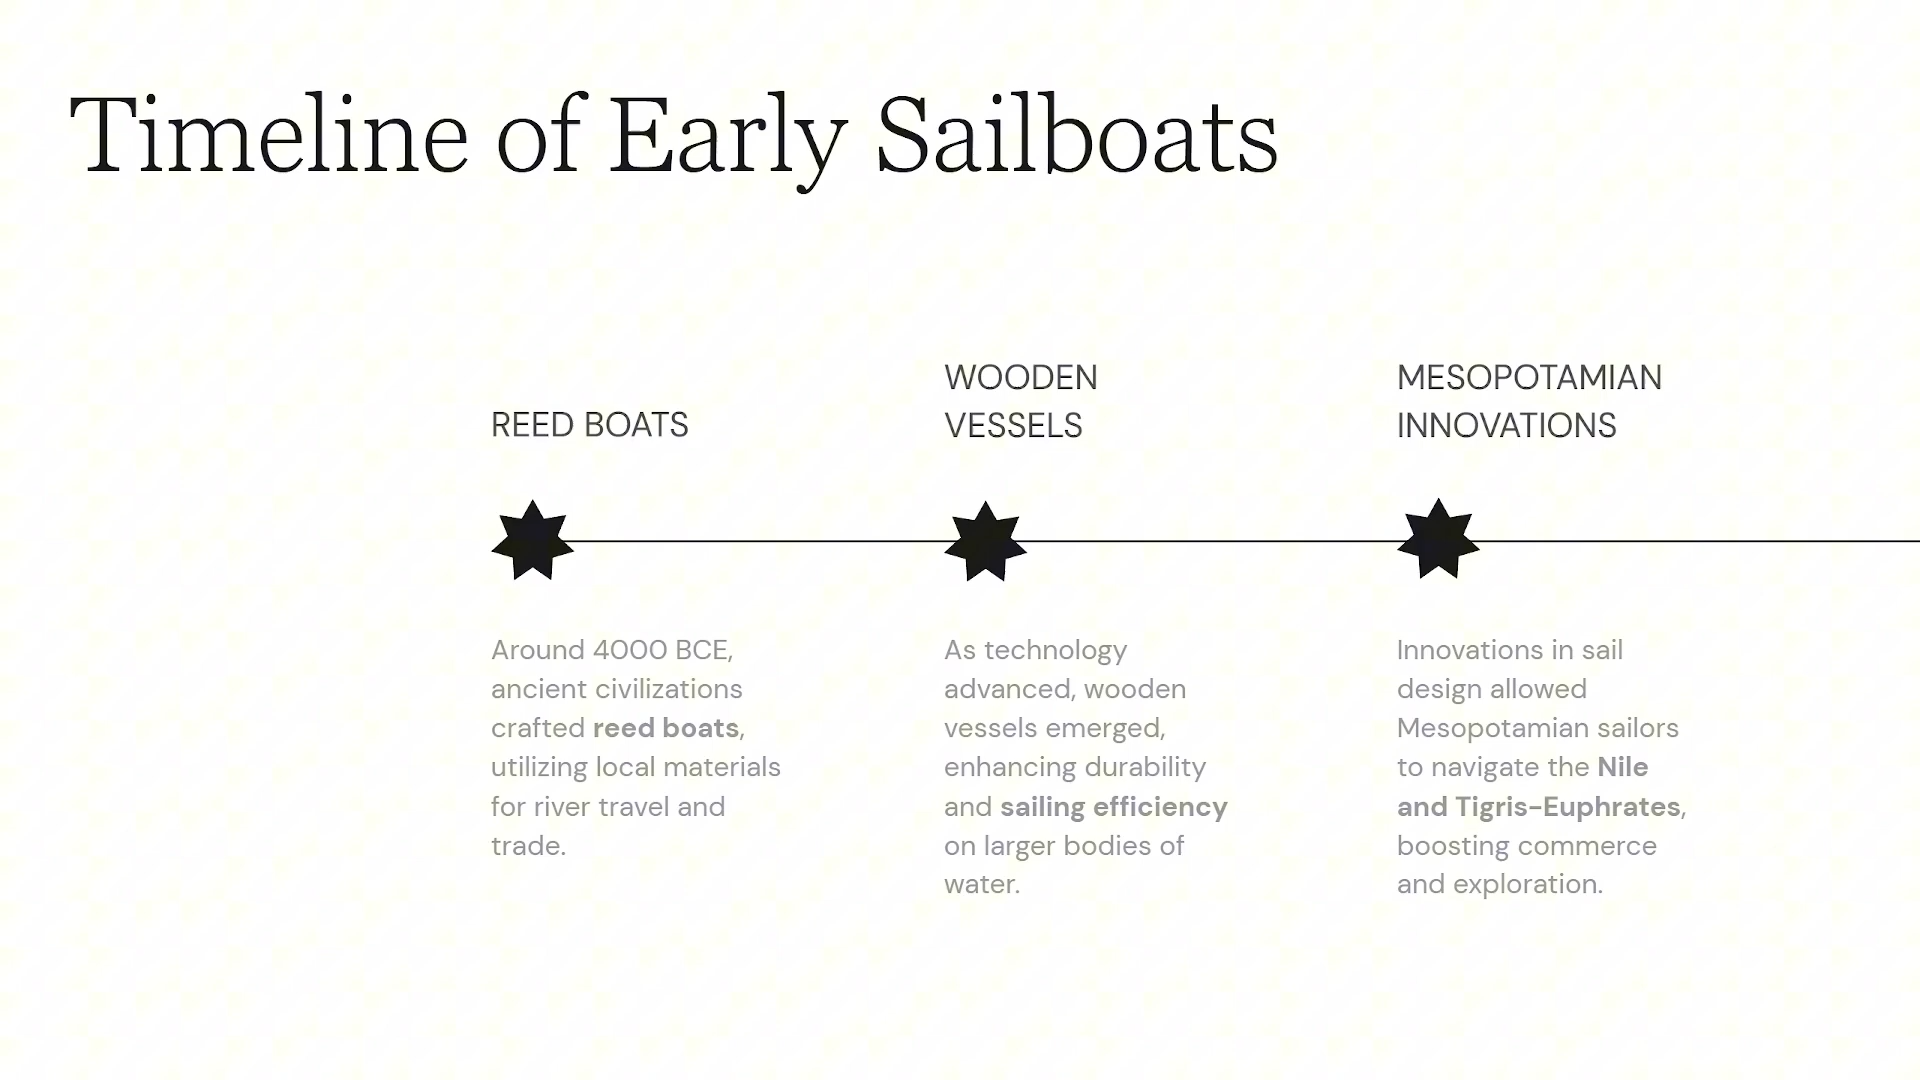 Timeline of Early Sailboats
REED BOATS
Around 4000 BCE,
ancient civilizations
crafted reed boats,
utilizing local materials
for river travel and
trade.
WOODEN
VESSELS
As technology
advanced, wooden
vessels emerged,
enhancing durability
and sailing efficiency
on larger bodies of
water.
MESOPOTAMIAN
INNOVATIONS
Innovations in sail
design allowed
Mesopotamian sailors
to navigate the Nile
and Tigris-Euphrates,
boosting commerce
and exploration.